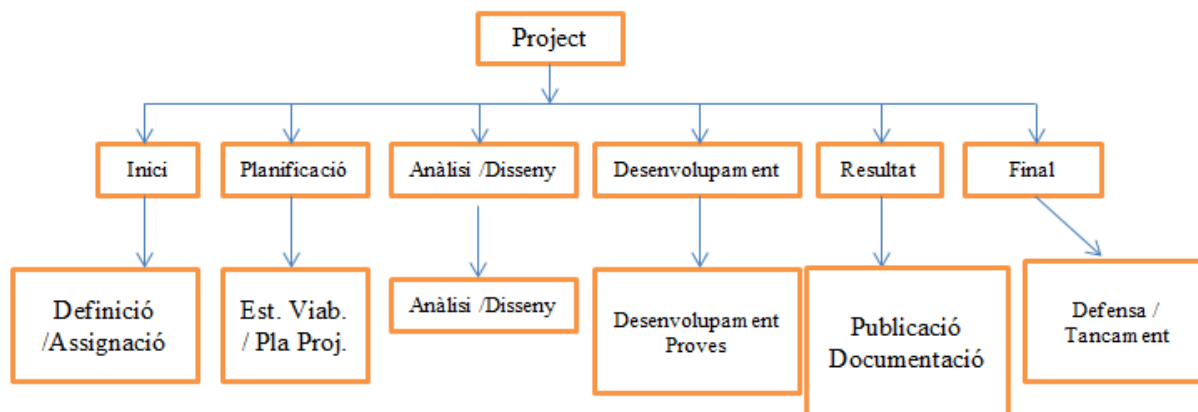 Project
Inici
Planificació
Anàlisi /Disseny
Desenvolupament
Resultat
Final
Definició
/Assignació
Est. Viab.
/ Pla Proj.
Anàlisi /Disseny
Desenvolupament
Proves
Publicació
Documentació
Defensa /
Tancament